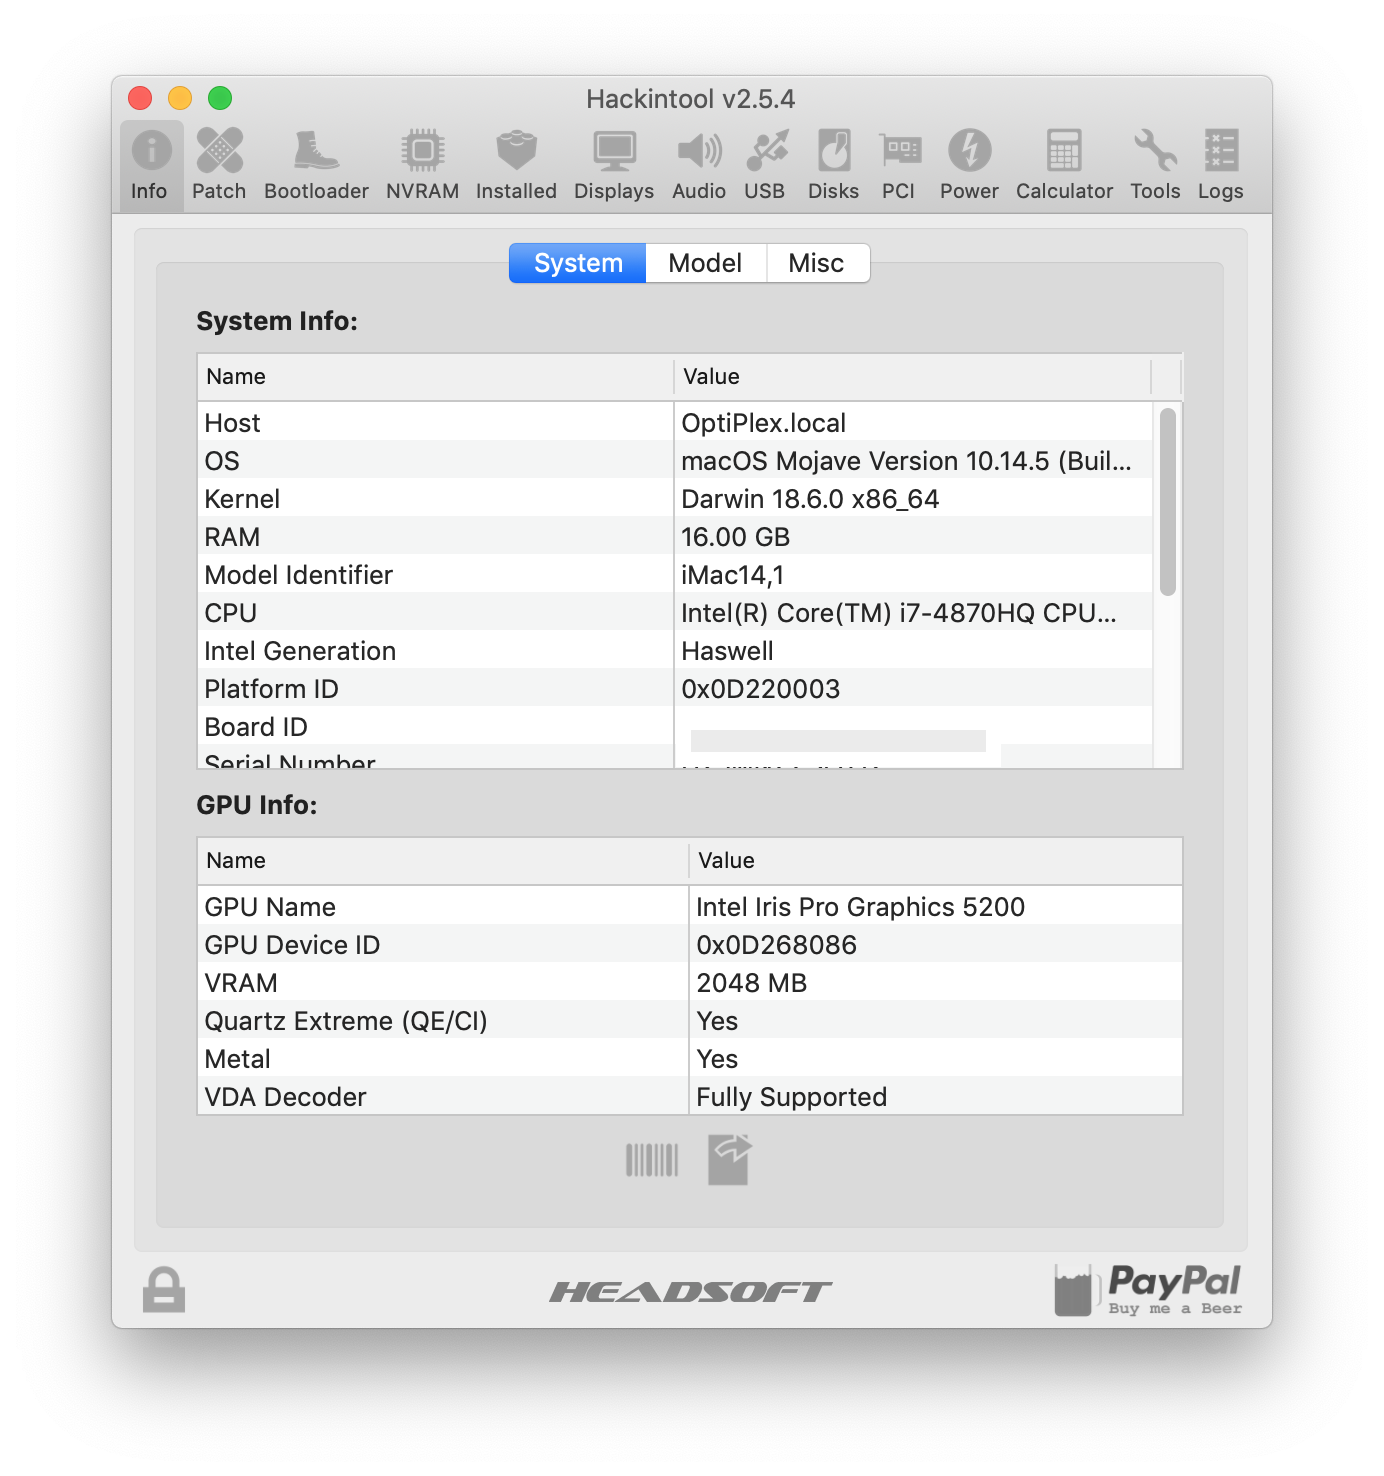 Hackintool v2.5.4
Info Patch Bootloader NVRAM Installed Displays Audio USB Disks PCI Power Calculator Tools Logs
System Model Misc
System Info:
Name Value
Host OptiPlex.local
OS macOS Mojave Version 10.14.5 (Buil...
Kernel Darwin 18.6.0 x86_64
RAM 16.00 GB
Model Identifier iMac14,1
CPU Intel(R) Core(TM) i7-4870HQ CPU...
Intel Generation Haswell
Platform ID 0x0D220003
Board ID
Serial Number
GPU Info:
Name Value
GPU Name Intel Iris Pro Graphics 5200
GPU Device ID 0x0D268086
VRAM 2048 MB
Quartz Extreme (QE/CI) Yes
Metal Yes
VDA Decoder Fully Supported
HEADSOFT
PayPal
Buy me a Beer